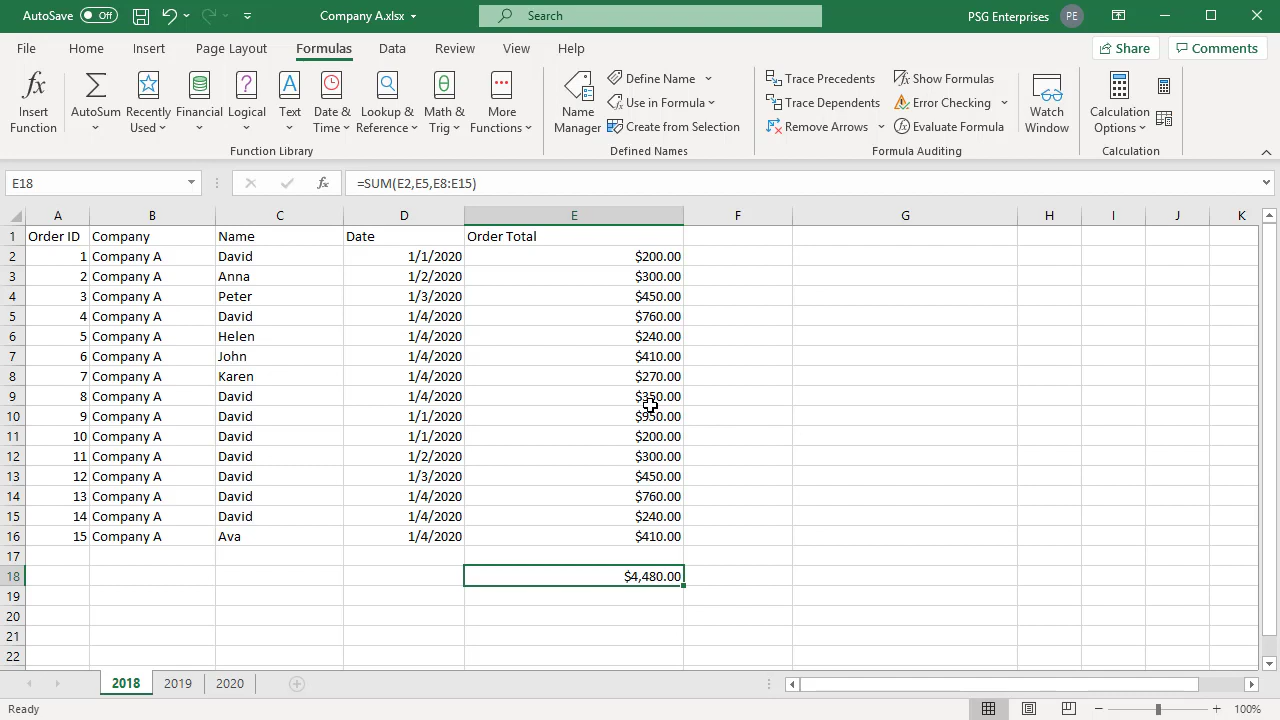 AutoSave Off Company A.xlsx Search PSG Enterprises PE
File Home Insert Page Layout Formulas Data Review View Help Share Comments
fx Insert Function
Σ AutoSum
Recently Used
Financial
Logical
Text
Date & Time
Lookup & Reference
Math & Trig
More Functions
Function Library
Name Manager
Define Name
Use in Formula
Create from Selection
Defined Names
Trace Precedents
Trace Dependents
Remove Arrows
Show Formulas
Error Checking
Evaluate Formula
Formula Auditing
Watch Window
Calculation Options
Calculation
E18 fx =SUM(E2,E5,E8:E15)
A B C D E F G H I J K
1 Order ID Company Name Date Order Total
2 1 Company A David 1/1/2020 $200.00
3 2 Company A Anna 1/2/2020 $300.00
4 3 Company A Peter 1/3/2020 $450.00
5 4 Company A David 1/4/2020 $760.00
6 5 Company A Helen 1/4/2020 $240.00
7 6 Company A John 1/4/2020 $410.00
8 7 Company A Karen 1/4/2020 $270.00
9 8 Company A David 1/4/2020 $350.00
10 9 Company A David 1/1/2020 $950.00
11 10 Company A David 1/1/2020 $200.00
12 11 Company A David 1/2/2020 $300.00
13 12 Company A David 1/3/2020 $450.00
14 13 Company A David 1/4/2020 $760.00
15 14 Company A David 1/4/2020 $240.00
16 15 Company A Ava 1/4/2020 $410.00
17
18 $4,480.00
19
20
21
22
2018 2019 2020
Ready 100%